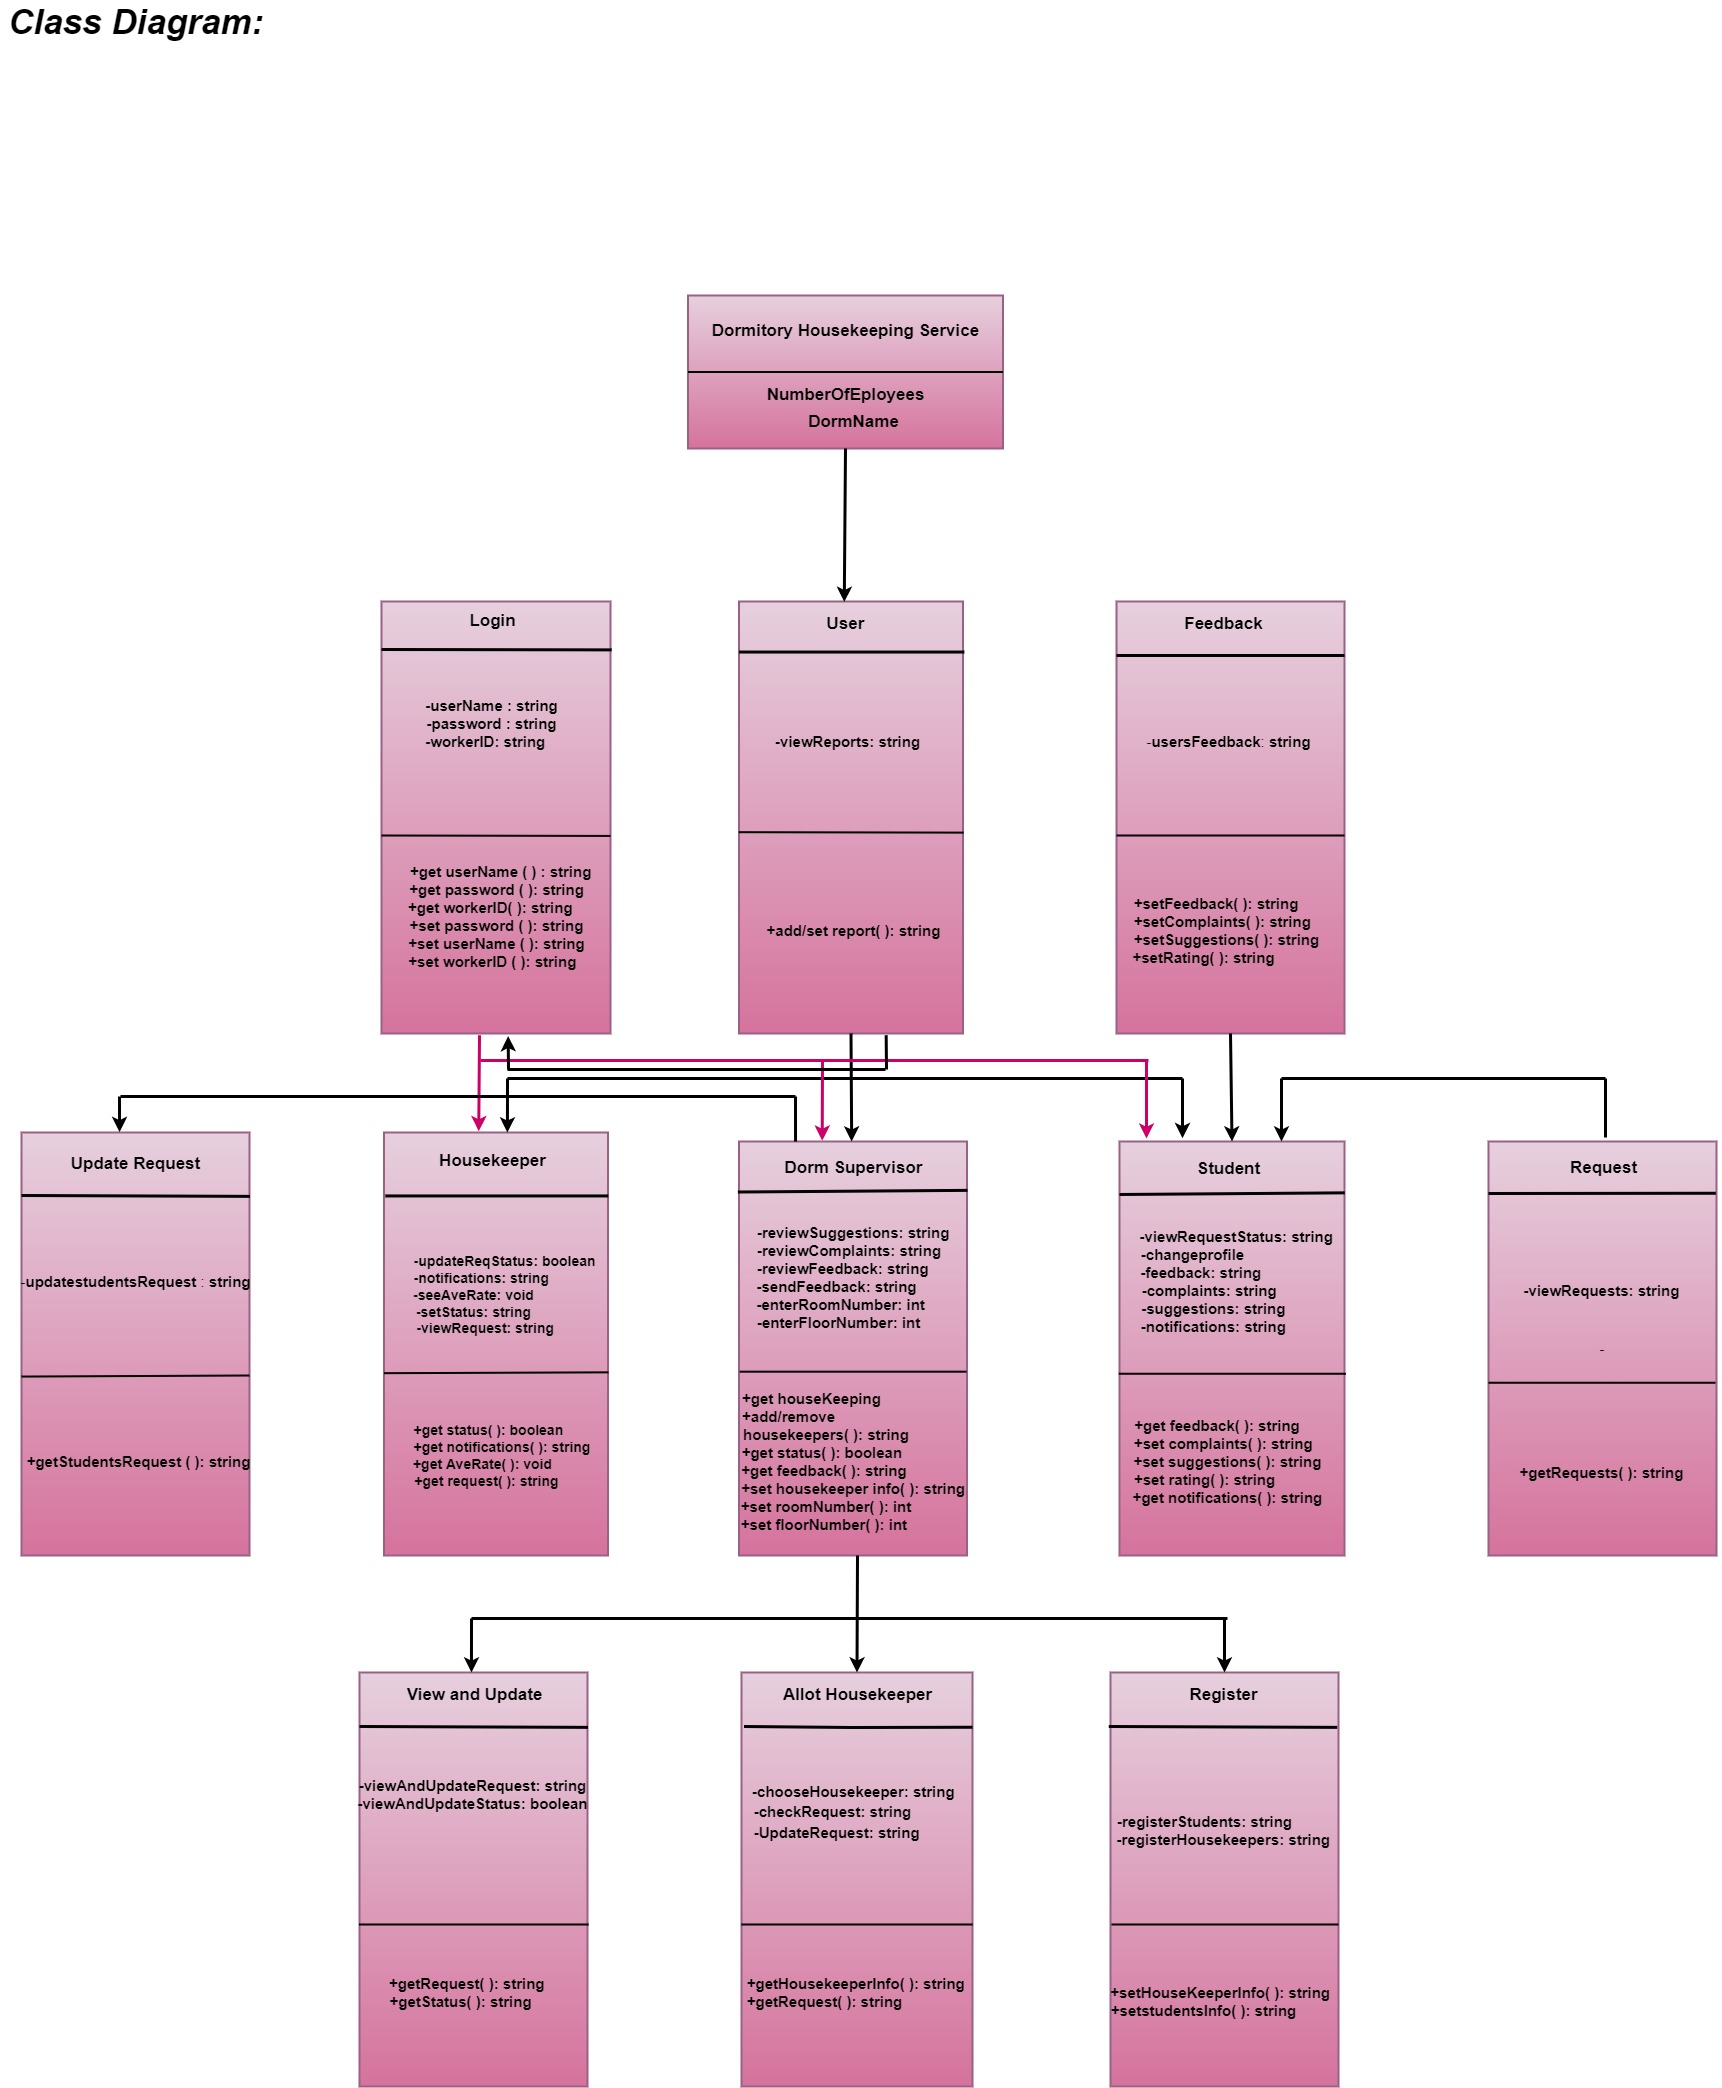 Class Diagram:
Dormitory Housekeeping Service
NumberOfEployees
DormName
Login
-userName : string
-password : string
-workerID: string
+get userName ( ) : string
+get password ( ): string
+get workerID( ): string
+set password ( ): string
+set userName ( ): string
+set workerID ( ): string
User
-viewReports: string
+add/set report( ): string
Feedback
-usersFeedback: string
+setFeedback( ): string
+setComplaints( ): string
+setSuggestions( ): string
+setRating( ): string
Update Request
-updatestudentsRequest : string
+getStudentsRequest ( ): string
Housekeeper
-updateReqStatus: boolean
-notifications: string
-seeAveRate: void
-setStatus: string
-viewRequest: string
+get status( ): boolean
+get notifications( ): string
+get AveRate( ): void
+get request( ): string
Dorm Supervisor
-reviewSuggestions: string
-reviewComplaints: string
-reviewFeedback: string
-sendFeedback: string
-enterRoomNumber: int
-enterFloorNumber: int
+get houseKeeping
+add/remove
housekeepers( ): string
+get status( ): boolean
+get feedback( ): string
+set housekeeper info( ): string
+set roomNumber( ): int
+set floorNumber( ): int
Student
-viewRequestStatus: string
-changeprofile
-feedback: string
-complaints: string
-suggestions: string
-notifications: string
+get feedback( ): string
+set complaints( ): string
+set suggestions( ): string
+set rating( ): string
+get notifications( ): string
Request
-viewRequests: string
-
+getRequests( ): string
View and Update
-viewAndUpdateRequest: string
-viewAndUpdateStatus: boolean
+getRequest( ): string
+getStatus( ): string
Allot Housekeeper
-chooseHousekeeper: string
-checkRequest: string
-UpdateRequest: string
+getHousekeeperInfo( ): string
+getRequest( ): string
Register
-registerStudents: string
-registerHousekeepers: string
+setHouseKeeperInfo( ): string
+setstudentsInfo( ): string